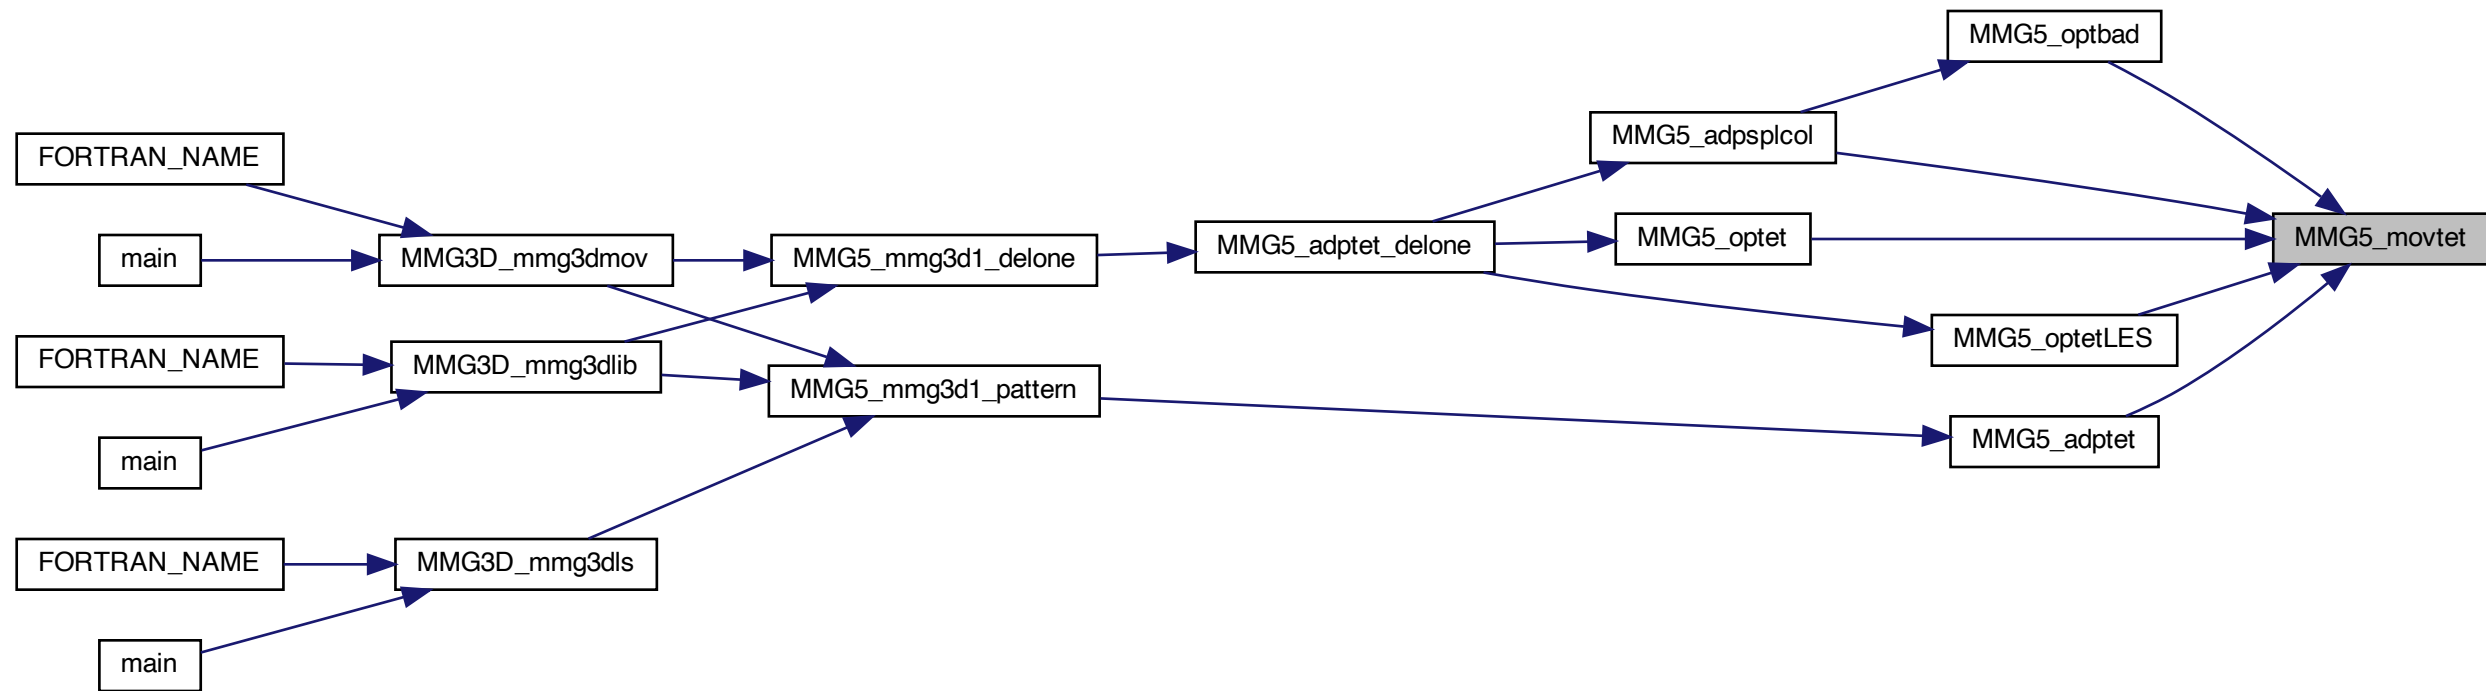 MMG5_optbad
MMG5_adpsplcol
FORTRAN_NAME
MMG5_movtet
MMG5_optet
MMG5_adptet_delone
main
MMG3D_mmg3dmov
MMG5_mmg3d1_delone
MMG5_optetLES
FORTRAN_NAME
MMG3D_mmg3dlib
MMG5_mmg3d1_pattern
MMG5_adptet
main
FORTRAN_NAME
MMG3D_mmg3dls
main